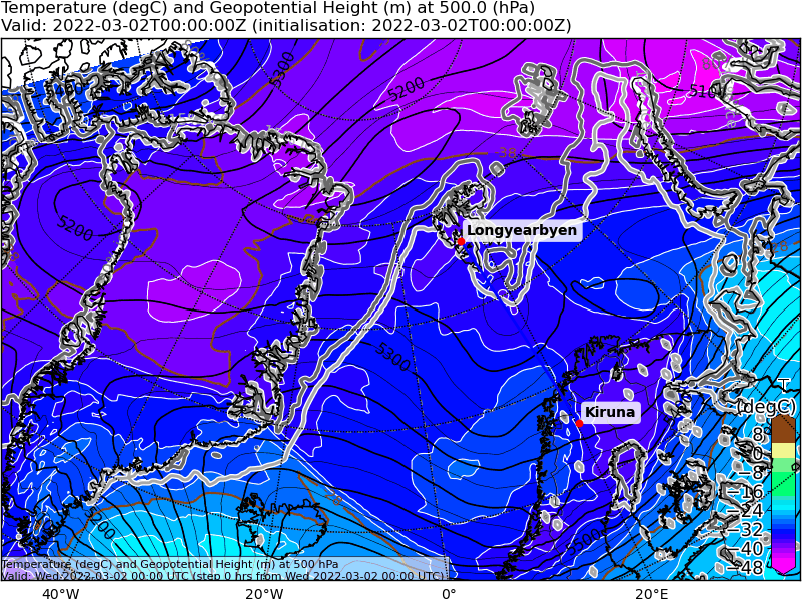 Temperature (degC) and Geopotential Height (m) at 500.0 (hPa)
Valid: 2022-03-02T00:00:00Z (initialisation: 2022-03-02T00:00:00Z)
5300
5200
5100
-38
5200
Longyearbyen
5300
T
(degC)
Kiruna
8
0
−8
−16
−24
−32
−40
−48
5200
5500
Temperature (degC) and Geopotential Height (m) at 500 hPa
Valid: Wed 2022-03-02 00:00 UTC (step 0 hrs from Wed 2022-03-02 00:00 UTC)
40°W
20°W
0°
20°E